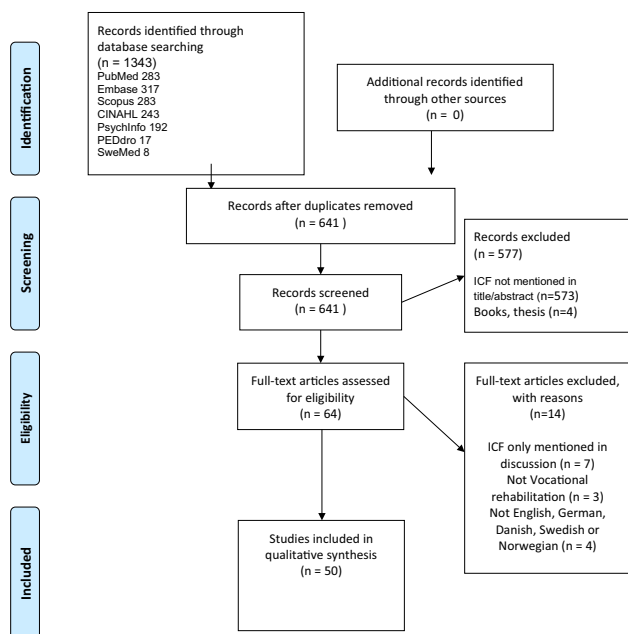 Identification
Records identified through
database searching
(n = 1343)
PubMed 283
Embase 317
Scopus 283
CINAHL 243
PsychInfo 192
PEDdro 17
SweMed 8
Additional records identified
through other sources
(n = 0)
Screening
Records after duplicates removed
(n = 641 )
Records screened
(n = 641 )
Records excluded
(n = 577)
ICF not mentioned in
title/abstract (n=573)
Books, thesis (n=4)
Eligibility
Full-text articles assessed
for eligibility
(n = 64)
Full-text articles excluded,
with reasons
(n=14)
ICF only mentioned in
discussion (n = 7)
Not Vocational
rehabilitation (n = 3)
Not English, German,
Danish, Swedish or
Norwegian (n = 4)
Included
Studies included in
qualitative synthesis
(n = 50)